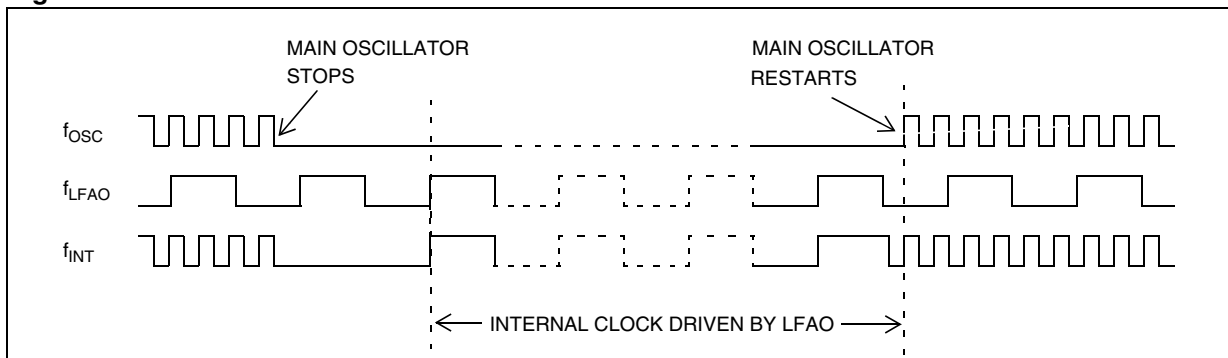 MAIN OSCILLATOR
STOPS
MAIN OSCILLATOR
RESTARTS
fOSC
fLFAO
fINT
INTERNAL CLOCK DRIVEN BY LFAO